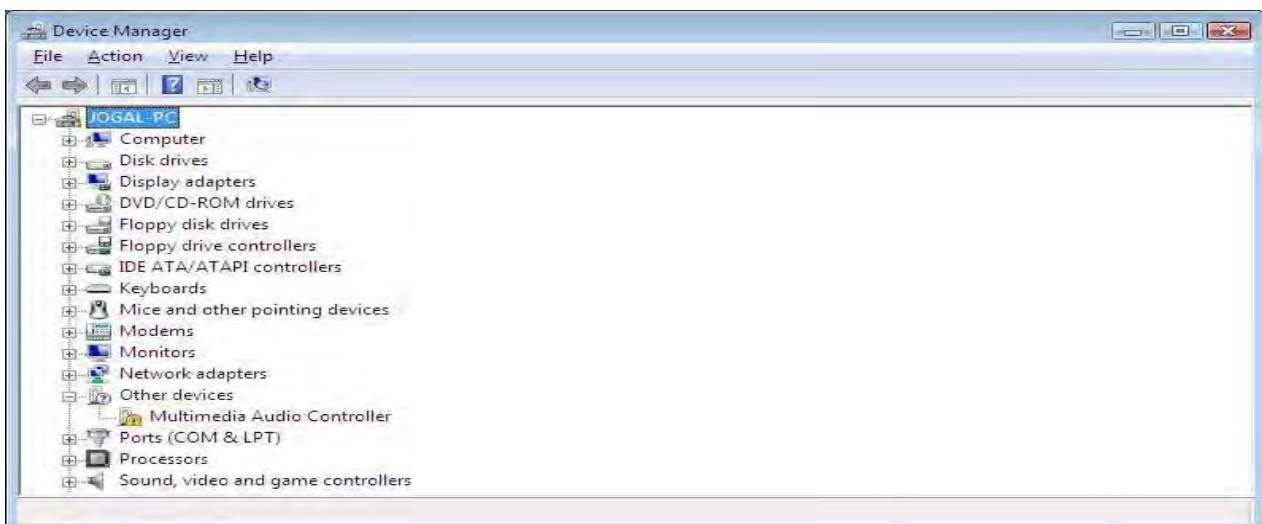 Device Manager
File Action View Help
JOGAL-PC
Computer
Disk drives
Display adapters
DVD/CD-ROM drives
Floppy disk drives
Floppy drive controllers
IDE ATA/ATAPI controllers
Keyboards
Mice and other pointing devices
Modems
Monitors
Network adapters
Other devices
Multimedia Audio Controller
Ports (COM & LPT)
Processors
Sound, video and game controllers